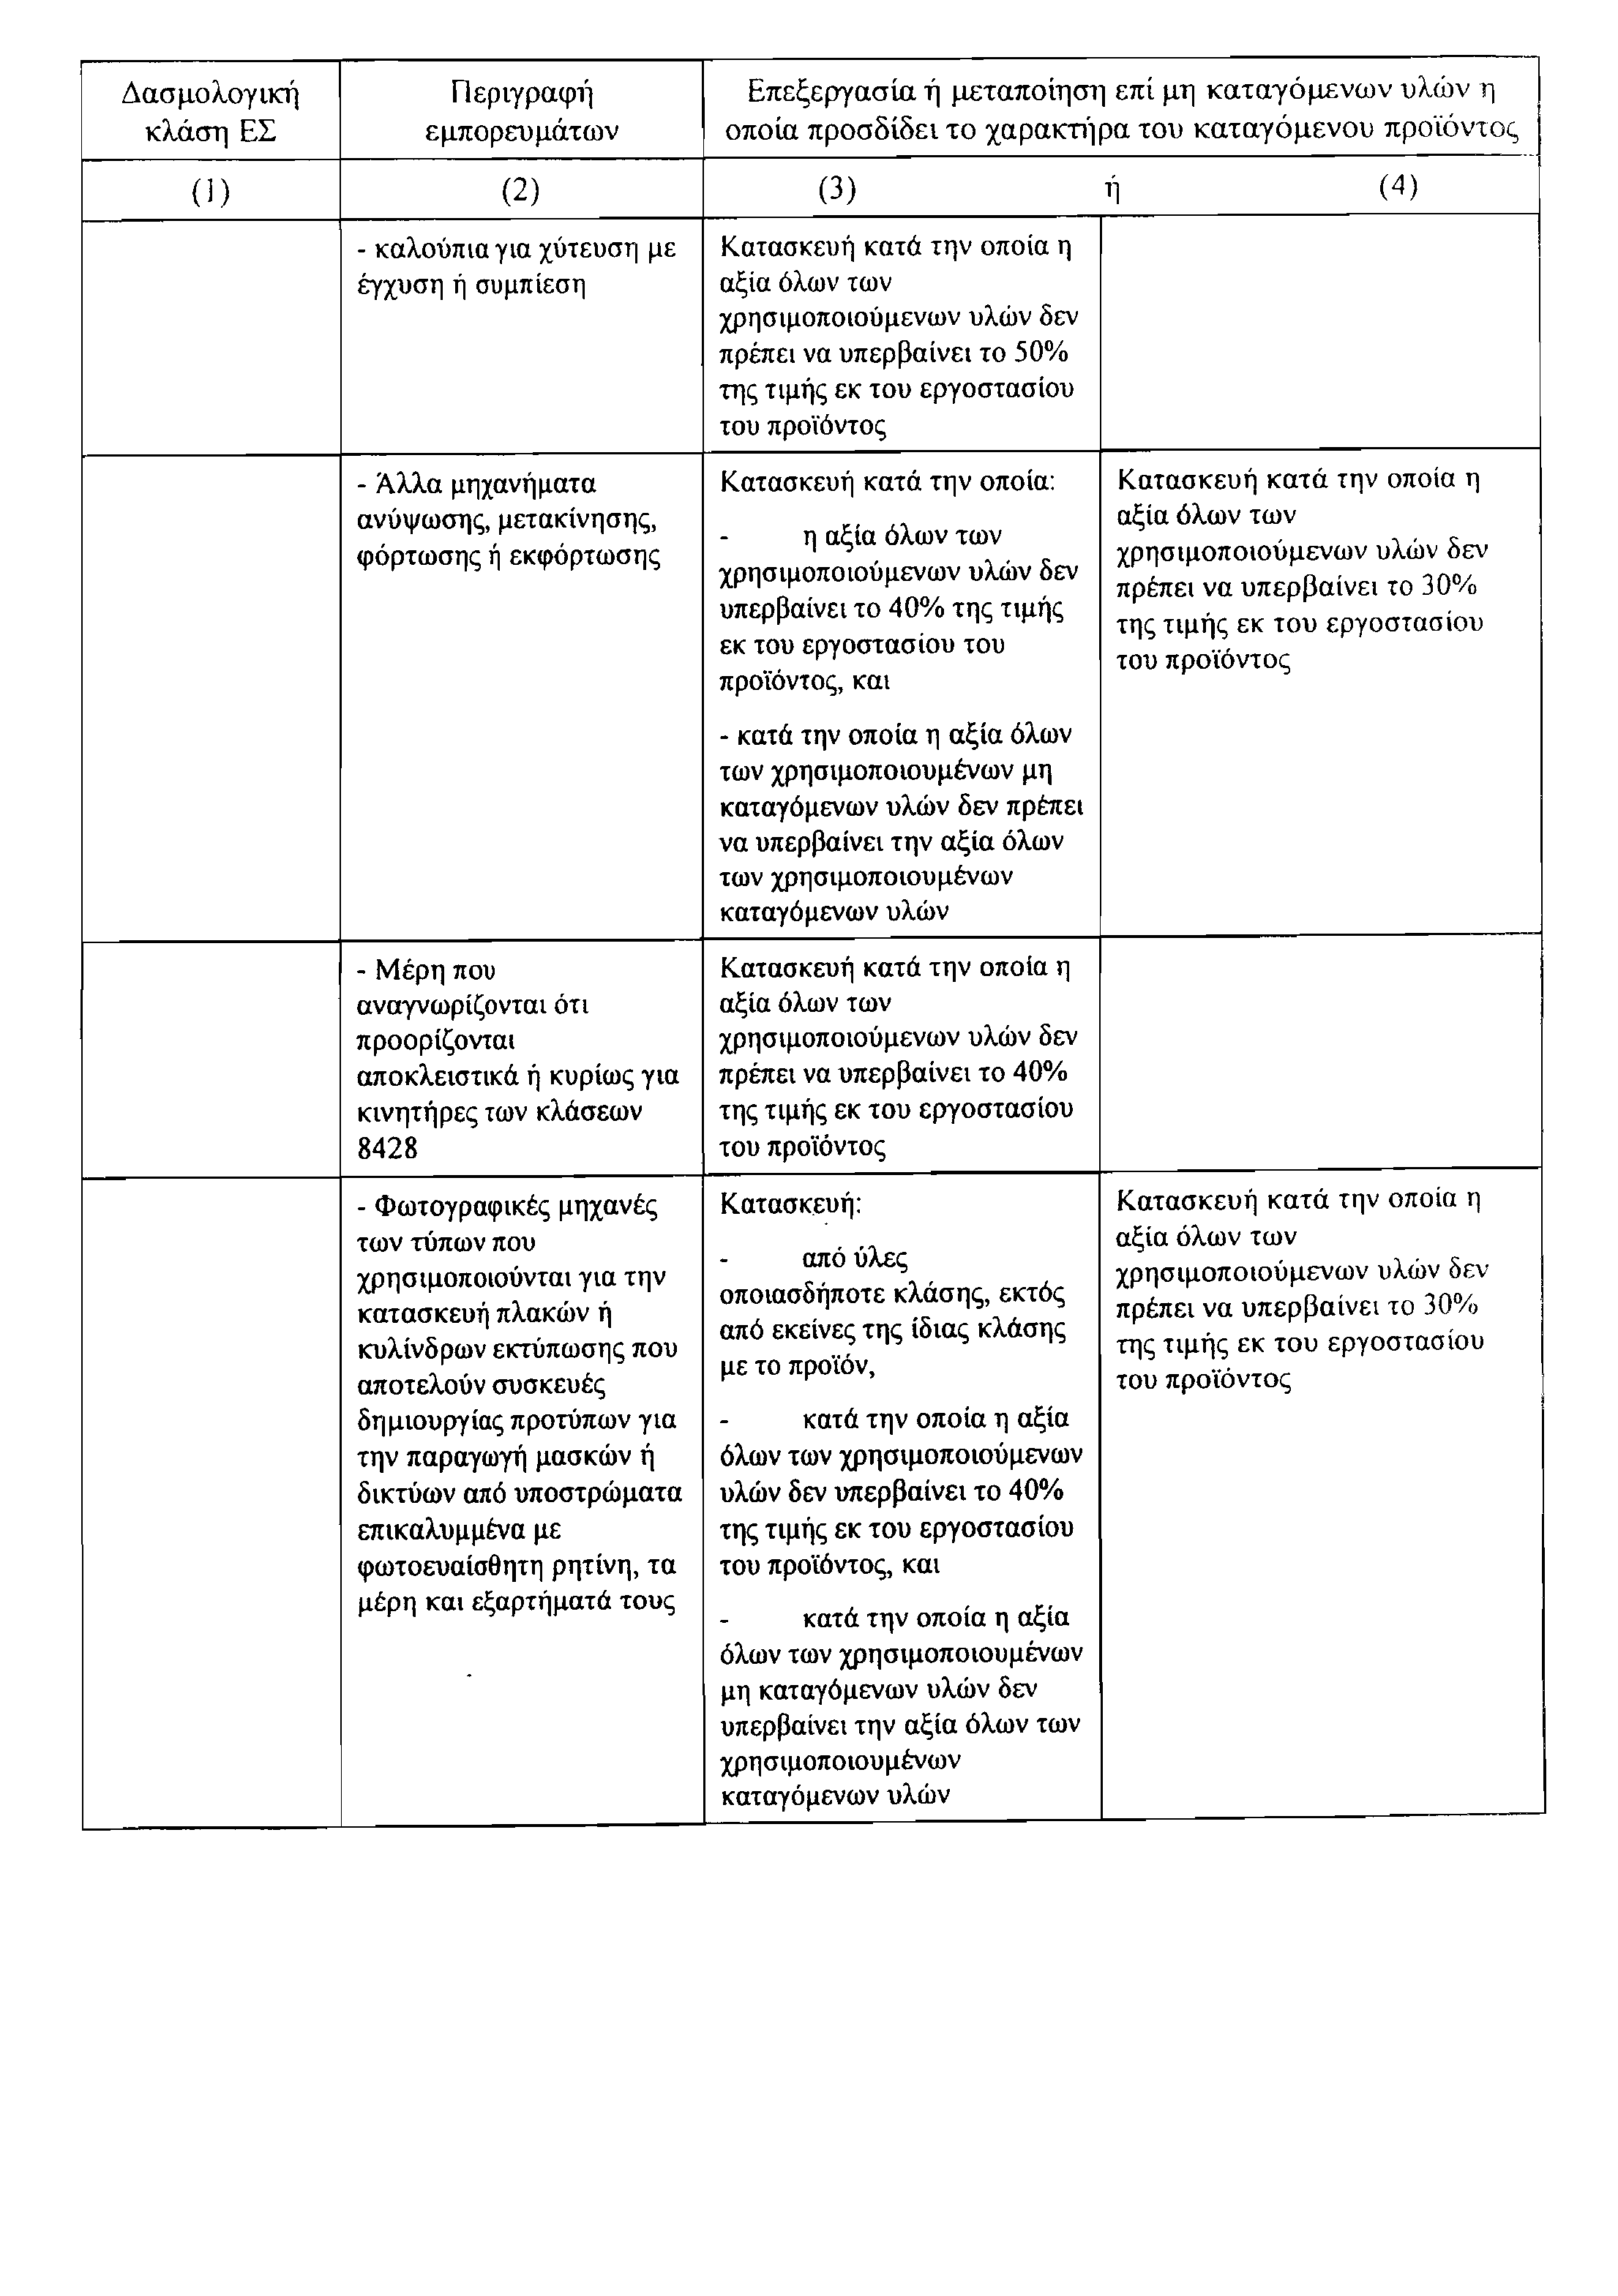 Δασμολογική
κλάση ΕΣ
Περιγραφή
εμπορευμάτων
Επεξεργασία ή μεταποίηση επί μη καταγόμενων υλών η
οποία προσδίδει το χαρακτήρα του καταγόμενου προϊόντος
(1)
(2)
(3) ή (4)
- καλούπια για χύτευση με
έγχυση ή συμπίεση
Κατασκευή κατά την οποία η
αξία όλων των
χρησιμοποιούμενων υλών δεν
πρέπει να υπερβαίνει το 50%
της τιμής εκ του εργοστασίου
του προϊόντος
- Άλλα μηχανήματα
ανύψωσης, μετακίνησης,
φόρτωσης ή εκφόρτωσης
Κατασκευή κατά την οποία:
- η αξία όλων των
χρησιμοποιούμενων υλών δεν
υπερβαίνει το 40% της τιμής
εκ του εργοστασίου του
προϊόντος, και
- κατά την οποία η αξία όλων
των χρησιμοποιουμένων μη
καταγόμενων υλών δεν πρέπει
να υπερβαίνει την αξία όλων
των χρησιμοποιουμένων
καταγόμενων υλών
Κατασκευή κατά την οποία η
αξία όλων των
χρησιμοποιούμενων υλών δεν
πρέπει να υπερβαίνει το 30%
της τιμής εκ του εργοστασίου
του προϊόντος
- Μέρη που
αναγνωρίζονται ότι
προορίζονται
αποκλειστικά ή κυρίως για
κινητήρες των κλάσεων
8428
Κατασκευή κατά την οποία η
αξία όλων των
χρησιμοποιούμενων υλών δεν
πρέπει να υπερβαίνει το 40%
της τιμής εκ του εργοστασίου
του προϊόντος
- Φωτογραφικές μηχανές
των τύπων που
χρησιμοποιούνται για την
κατασκευή πλακών ή
κυλίνδρων εκτύπωσης που
αποτελούν συσκευές
δημιουργίας προτύπων για
την παραγωγή μασκών ή
δικτύων από υποστρώματα
επικαλυμμένα με
φωτοευαίσθητη ρητίνη, τα
μέρη και εξαρτήματά τους
Κατασκευή:
- από ύλες
οποιασδήποτε κλάσης, εκτός
από εκείνες της ίδιας κλάσης
με το προϊόν,
- κατά την οποία η αξία
όλων των χρησιμοποιούμενων
υλών δεν υπερβαίνει το 40%
της τιμής εκ του εργοστασίου
του προϊόντος, και
- κατά την οποία η αξία
όλων των χρησιμοποιουμένων
μη καταγόμενων υλών δεν
υπερβαίνει την αξία όλων των
χρησιμοποιουμένων
καταγόμενων υλών
Κατασκευή κατά την οποία η
αξία όλων των
χρησιμοποιούμενων υλών δεν
πρέπει να υπερβαίνει το 30%
της τιμής εκ του εργοστασίου
του προϊόντος